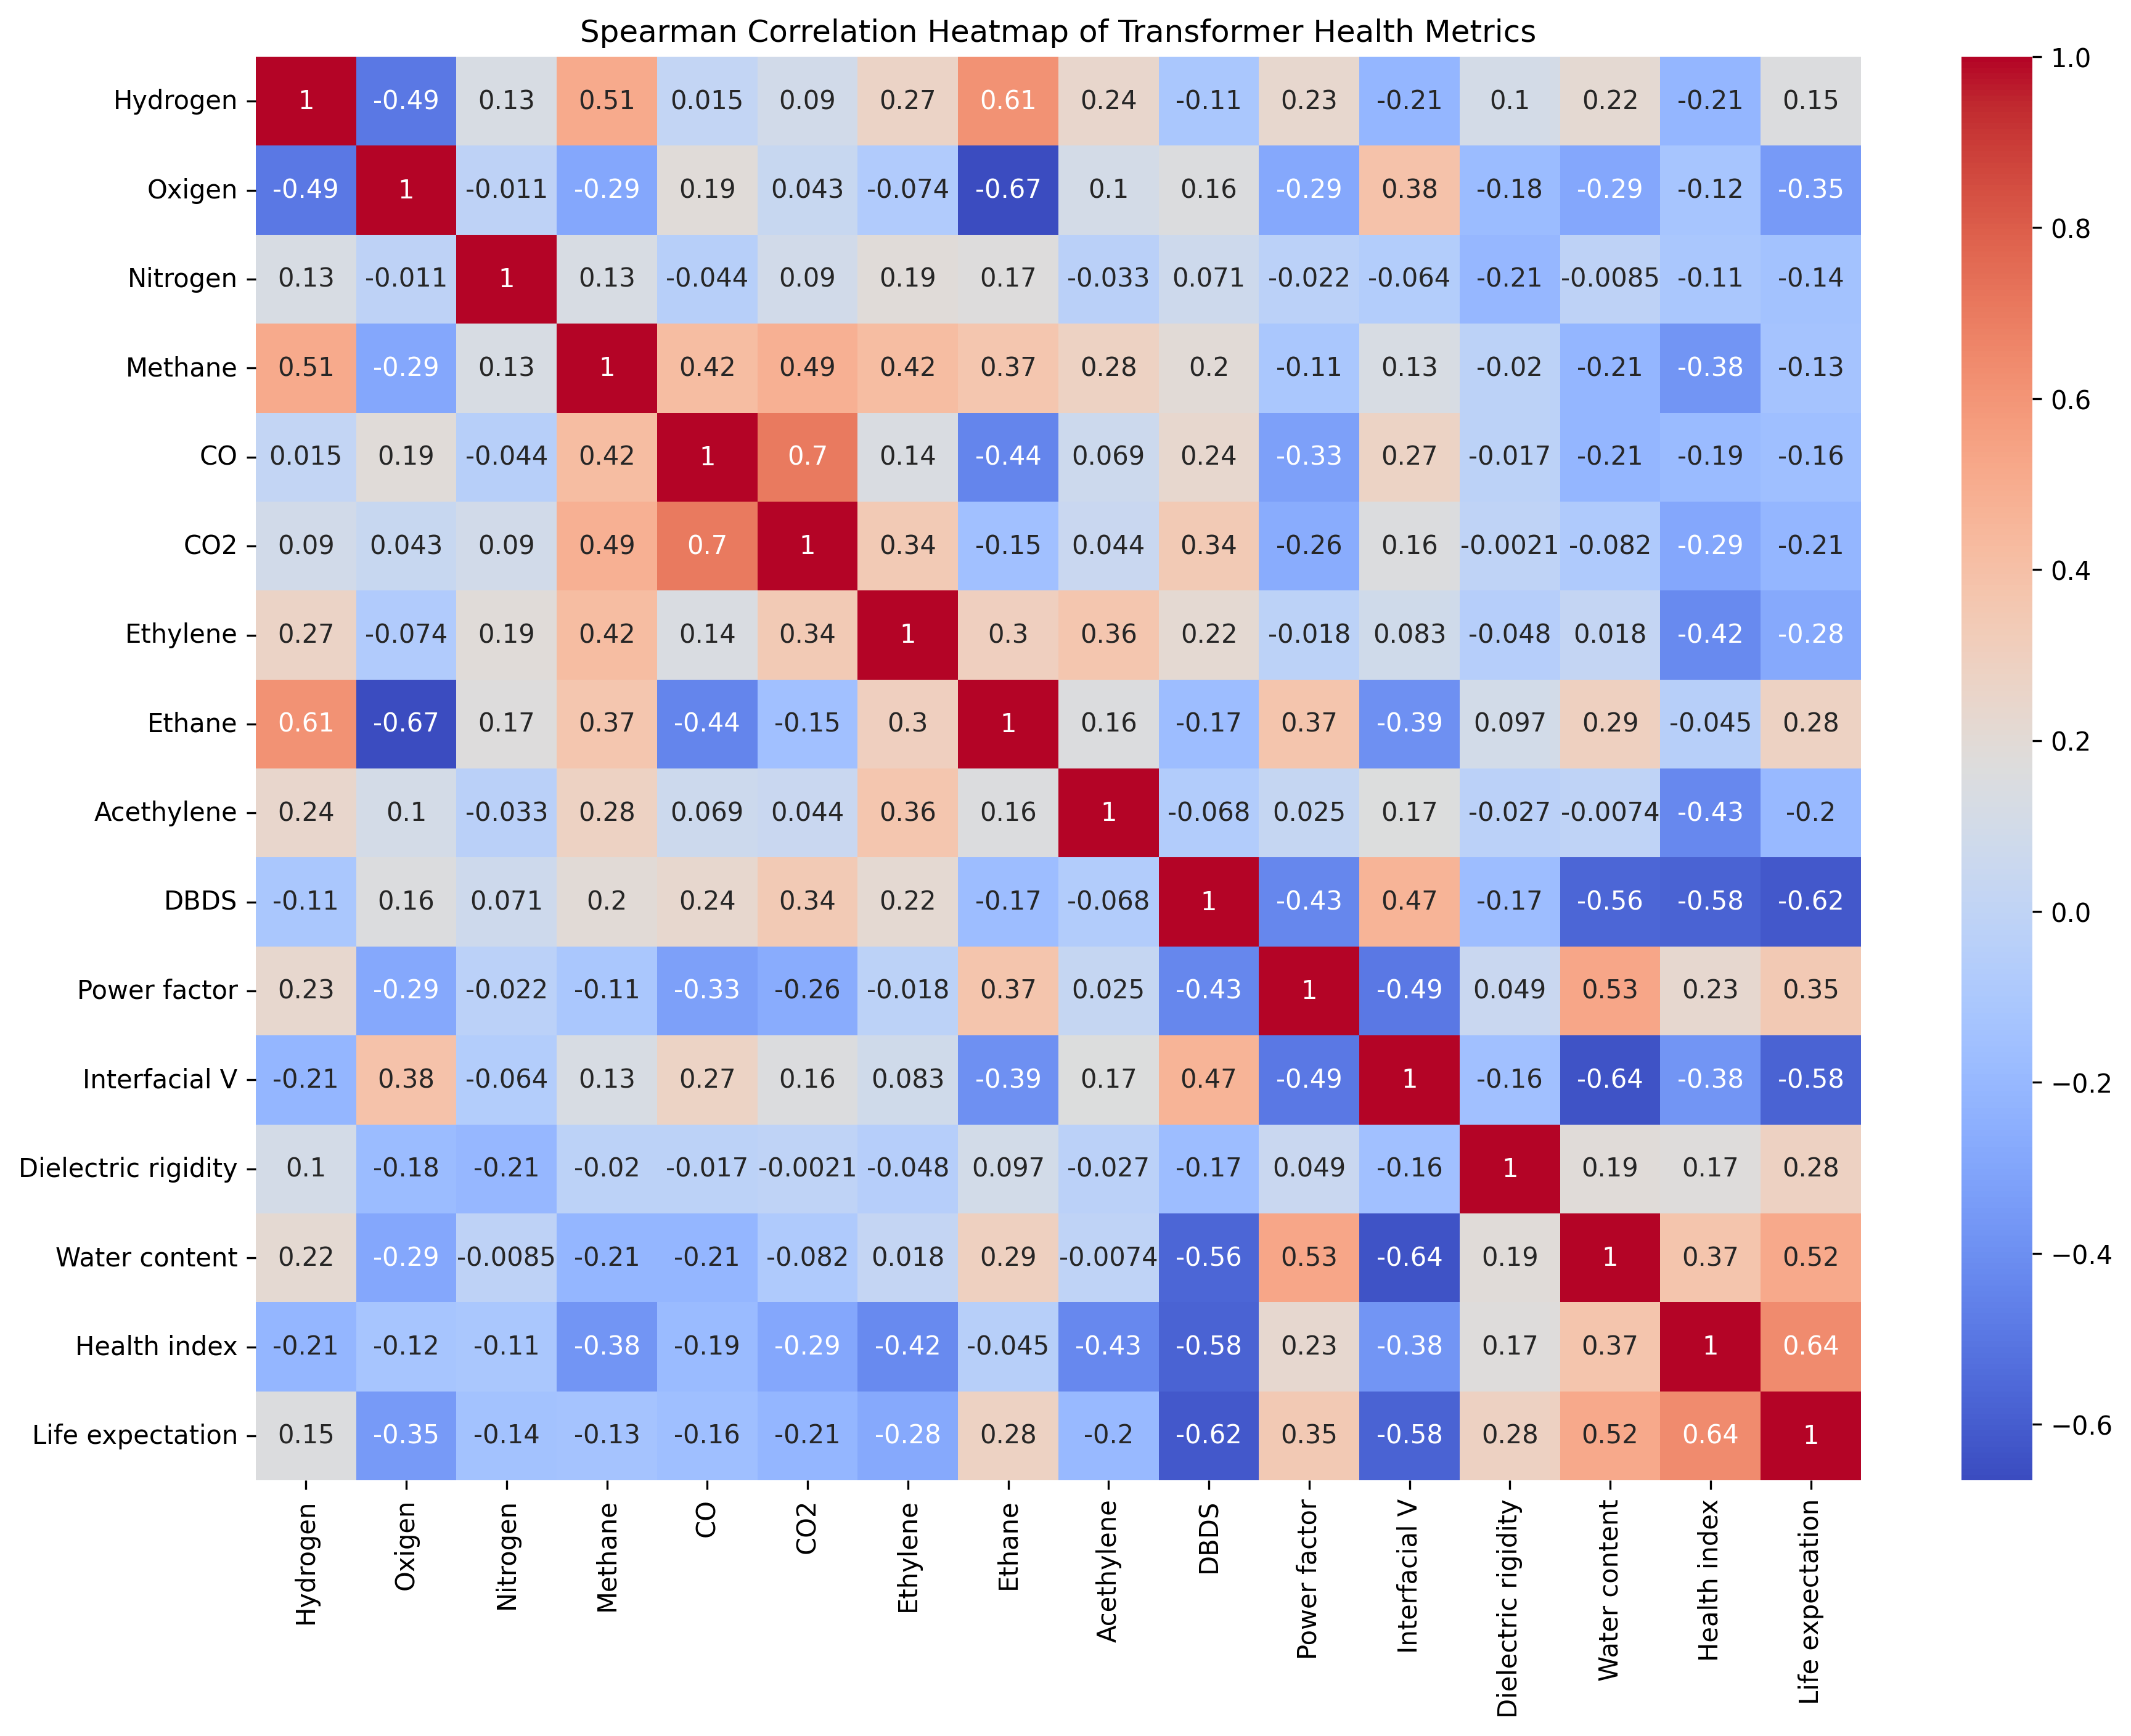 Spearman Correlation Heatmap of Transformer Health Metrics
Hydrogen 1 -0.49 0.13 0.51 0.015 0.09 0.27 0.61 0.24 -0.11 0.23 -0.21 0.1 0.22 -0.21 0.15
Oxigen -0.49 1 -0.011 -0.29 0.19 0.043 -0.074 -0.67 0.1 0.16 -0.29 0.38 -0.18 -0.29 -0.12 -0.35
Nitrogen 0.13 -0.011 1 0.13 -0.044 0.09 0.19 0.17 -0.033 0.071 -0.022 -0.064 -0.21 -0.0085 -0.11 -0.14
Methane 0.51 -0.29 0.13 1 0.42 0.49 0.42 0.37 0.28 0.2 -0.11 0.13 -0.02 -0.21 -0.38 -0.13
CO 0.015 0.19 -0.044 0.42 1 0.7 0.14 -0.44 0.069 0.24 -0.33 0.27 -0.017 -0.21 -0.19 -0.16
CO2 0.09 0.043 0.09 0.49 0.7 1 0.34 -0.15 0.044 0.34 -0.26 0.16 -0.0021 -0.082 -0.29 -0.21
Ethylene 0.27 -0.074 0.19 0.42 0.14 0.34 1 0.3 0.36 0.22 -0.018 0.083 -0.048 0.018 -0.42 -0.28
Ethane 0.61 -0.67 0.17 0.37 -0.44 -0.15 0.3 1 0.16 -0.17 0.37 -0.39 0.097 0.29 -0.045 0.28
Acethylene 0.24 0.1 -0.033 0.28 0.069 0.044 0.36 0.16 1 -0.068 0.025 0.17 -0.027 -0.0074 -0.43 -0.2
DBDS -0.11 0.16 0.071 0.2 0.24 0.34 0.22 -0.17 -0.068 1 -0.43 0.47 -0.17 -0.56 -0.58 -0.62
Power factor 0.23 -0.29 -0.022 -0.11 -0.33 -0.26 -0.018 0.37 0.025 -0.43 1 -0.49 0.049 0.53 0.23 0.35
Interfacial V -0.21 0.38 -0.064 0.13 0.27 0.16 0.083 -0.39 0.17 0.47 -0.49 1 -0.16 -0.64 -0.38 -0.58
Dielectric rigidity 0.1 -0.18 -0.21 -0.02 -0.017 -0.0021 -0.048 0.097 -0.027 -0.17 0.049 -0.16 1 0.19 0.17 0.28
Water content 0.22 -0.29 -0.0085 -0.21 -0.21 -0.082 0.018 0.29 -0.0074 -0.56 0.53 -0.64 0.19 1 0.37 0.52
Health index -0.21 -0.12 -0.11 -0.38 -0.19 -0.29 -0.42 -0.045 -0.43 -0.58 0.23 -0.38 0.17 0.37 1 0.64
Life expectation 0.15 -0.35 -0.14 -0.13 -0.16 -0.21 -0.28 0.28 -0.2 -0.62 0.35 -0.58 0.28 0.52 0.64 1
Hydrogen
Oxigen
Nitrogen
Methane
CO
CO2
Ethylene
Ethane
Acethylene
DBDS
Power factor
Interfacial V
Dielectric rigidity
Water content
Health index
Life expectation
1.0
0.8
0.6
0.4
0.2
0.0
−0.2
−0.4
−0.6